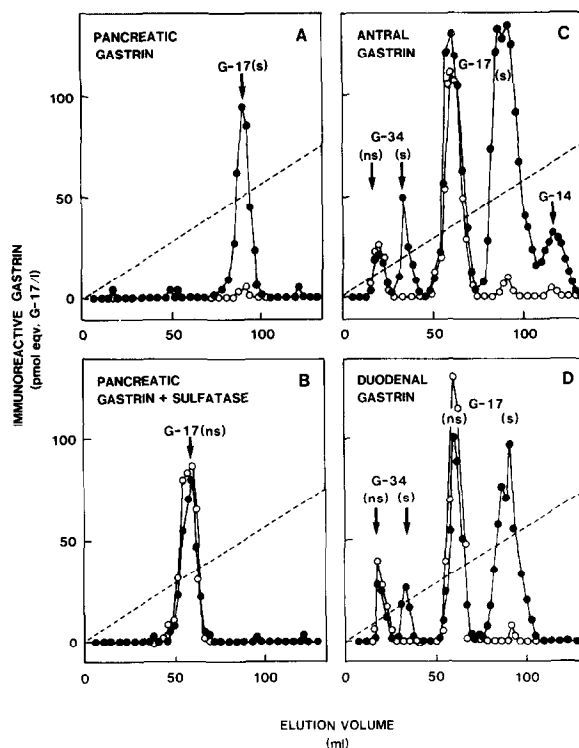 IMMUNOREACTIVE GASTRIN
(pmol eqv. G-17/l)
PANCREATIC
GASTRIN
A
G-17(s)
100
50
0
0
50
100
ANTRAL
GASTRIN
C
G-17
(s)
G-34
(ns)
(s)
G-14
0
50
100
PANCREATIC
GASTRIN + SULFATASE
B
G-17(ns)
100
50
0
0
50
100
DUODENAL
GASTRIN
D
G-17
(ns)
(s)
G-34
(ns)
(s)
0
50
100
ELUTION VOLUME
(ml)